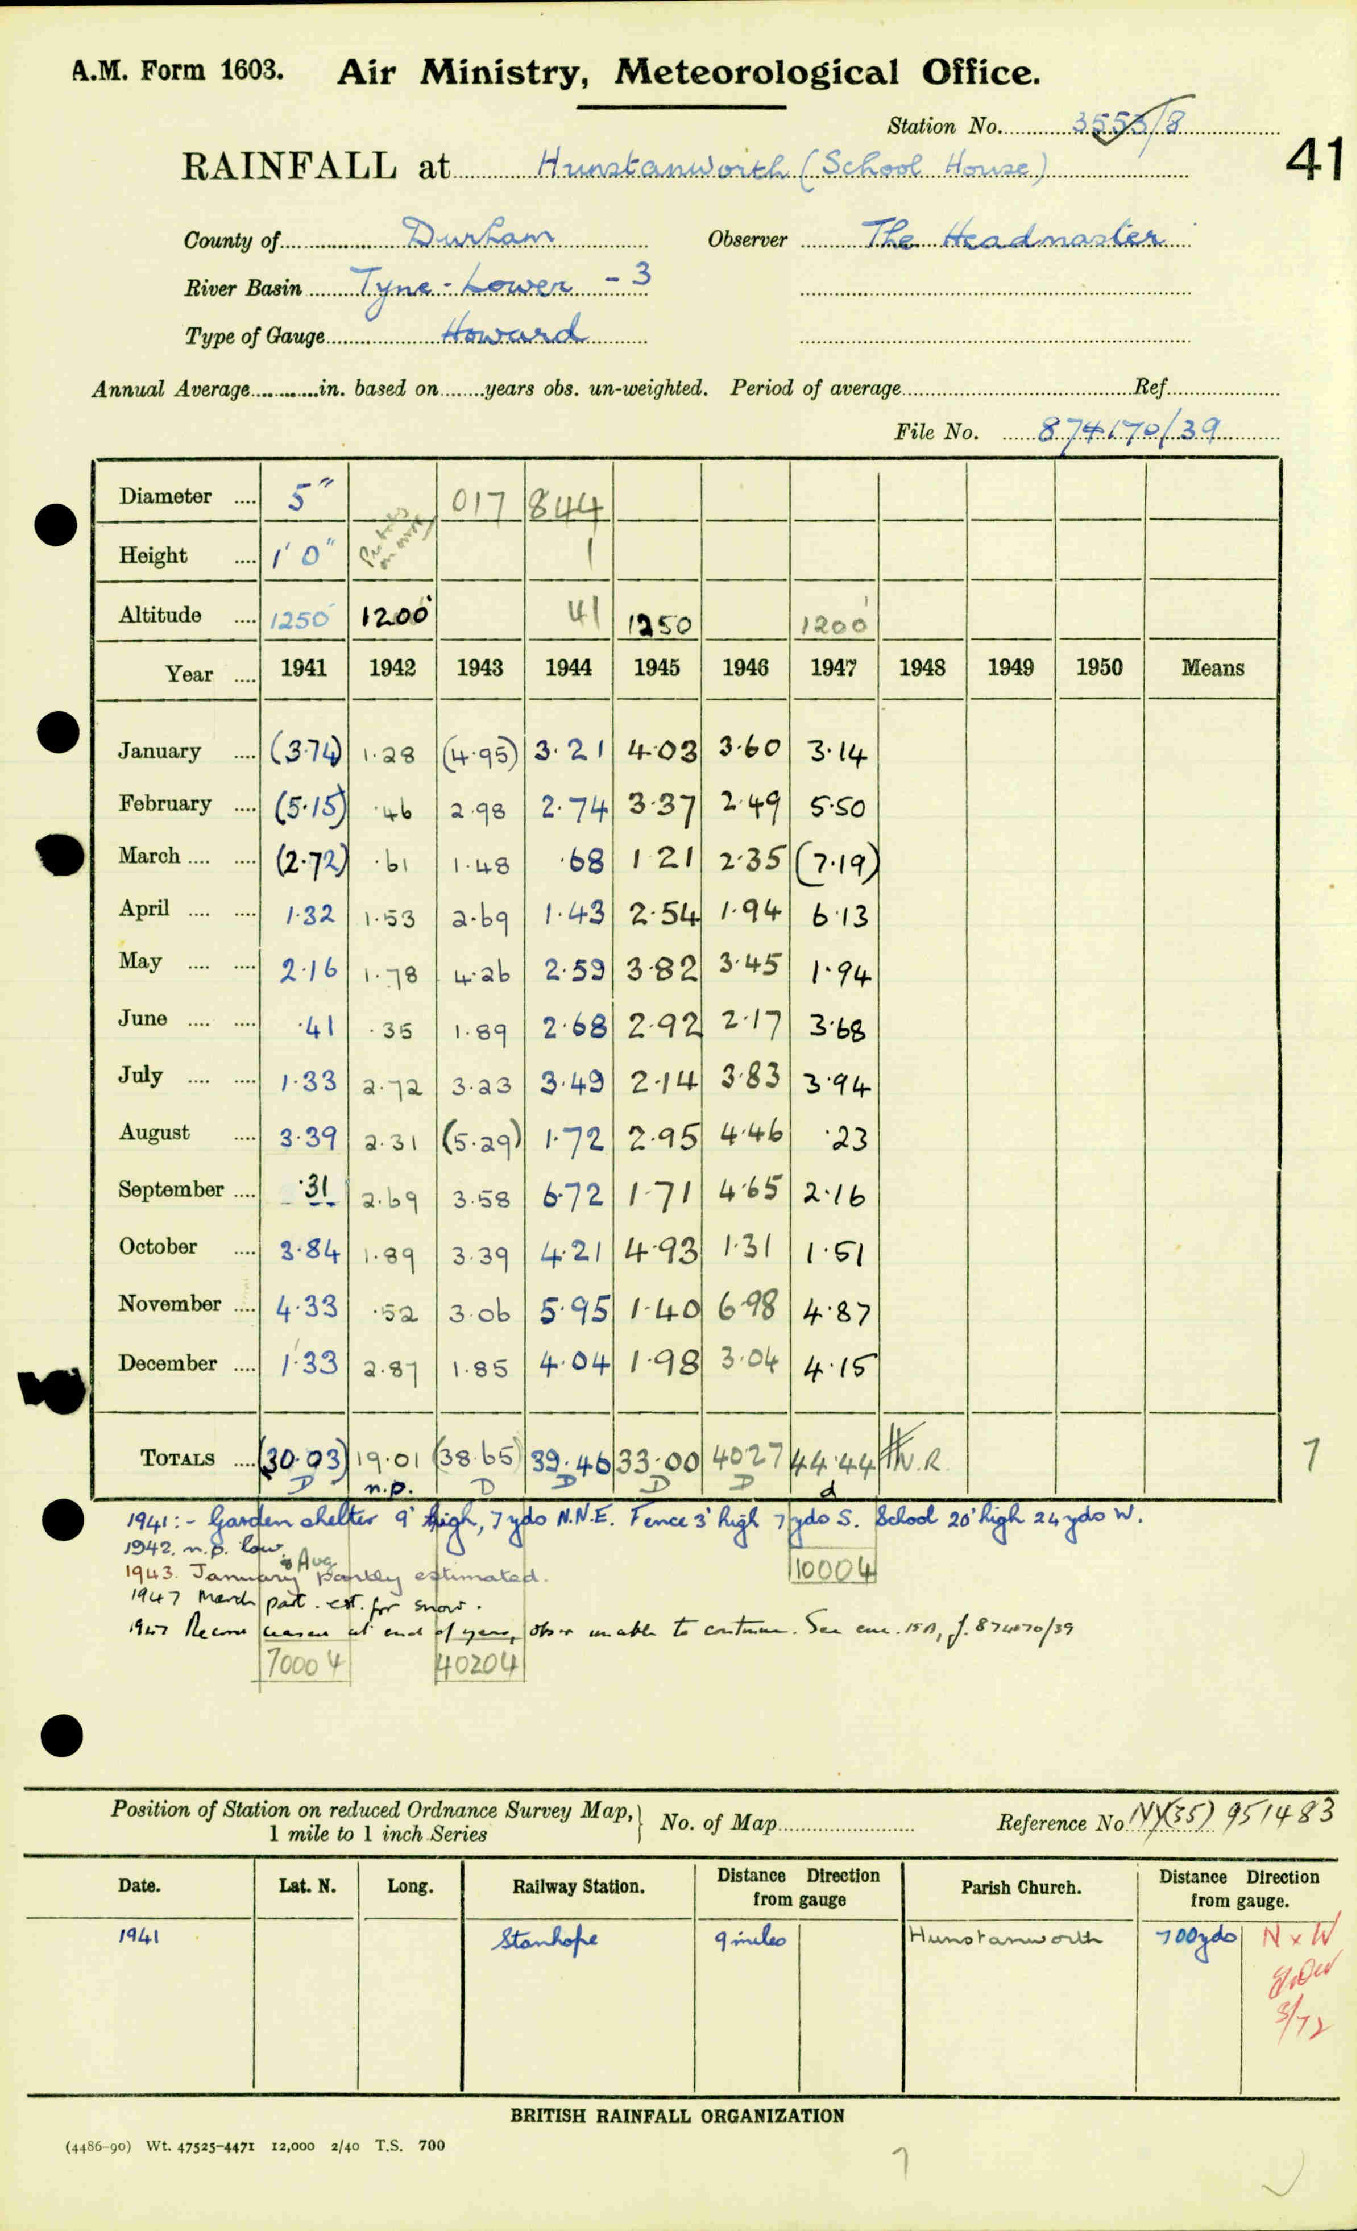 A.M. Form 1603. Air Ministry, Meteorological Office.
Station No. 3553/8
RAINFALL at Hunstanworth (School House) 41
County of Durham Observer The Headmaster
River Basin Tyne - Lower - 3
Type of Gauge Howard
Annual Average in. based on years obs. un-weighted. Period of average Ref.
File No. 874170/39
Diameter .... 5" 017 844
Height .... 1' 0" 1
Altitude .... 1250' 1200' 41 1250 1200'
Year .... 1941 1942 1943 1944 1945 1946 1947 1948 1949 1950 Means
January .... (3.74) 1.28 (4.95) 3.21 4.03 3.60 3.14
February .... (5.15) .46 2.98 2.74 3.37 2.49 5.50
March .... .... (2.72) .61 1.48 .68 1.21 2.35 (7.19)
April .... .... 1.32 1.53 2.69 1.43 2.54 1.94 6.13
May .... .... 2.16 1.78 4.26 2.59 3.82 3.45 1.94
June .... .... .41 .35 1.89 2.68 2.92 2.17 3.68
July .... .... 1.33 2.72 3.23 3.49 2.14 3.83 3.94
August .... 3.39 2.31 (5.29) 1.72 2.95 4.46 .23
September .... .31 2.69 3.58 6.72 1.71 4.65 2.16
October .... 3.84 1.89 3.39 4.21 4.93 1.31 1.51
November .... 4.33 .52 3.06 5.95 1.40 6.98 4.87
December .... 1.33 2.87 1.85 4.04 1.98 3.04 4.15
TOTALS .... (30.03) 19.01 (38.65) 39.46 33.00 40.27 44.44 N.R. 7
D n.p. D D D D d
1941:- Garden shelter 9' high, 7 yds N.N.E. Fence 3' high 7 yds S. School 20' high 24 yds W.
1942. n.p. low.
& Aug
1943. January partly estimated. 10004
1947 March part. est. for snow.
1947 Record ceased at end of year, obsr unable to continue. See enc. 15A, f. 874070/39
70004 40204
Position of Station on reduced Ordnance Survey Map, No. of Map Reference No NY(35) 951483
1 mile to 1 inch Series
Date. Lat. N. Long. Railway Station. Distance Direction from gauge Parish Church. Distance Direction from gauge.
1941 Stanhope 9 miles Hunstanworth 700yds N x W
3/72
BRITISH RAINFALL ORGANIZATION
(4486-90) Wt. 47525-4471 12,000 2/40 T.S. 700
7